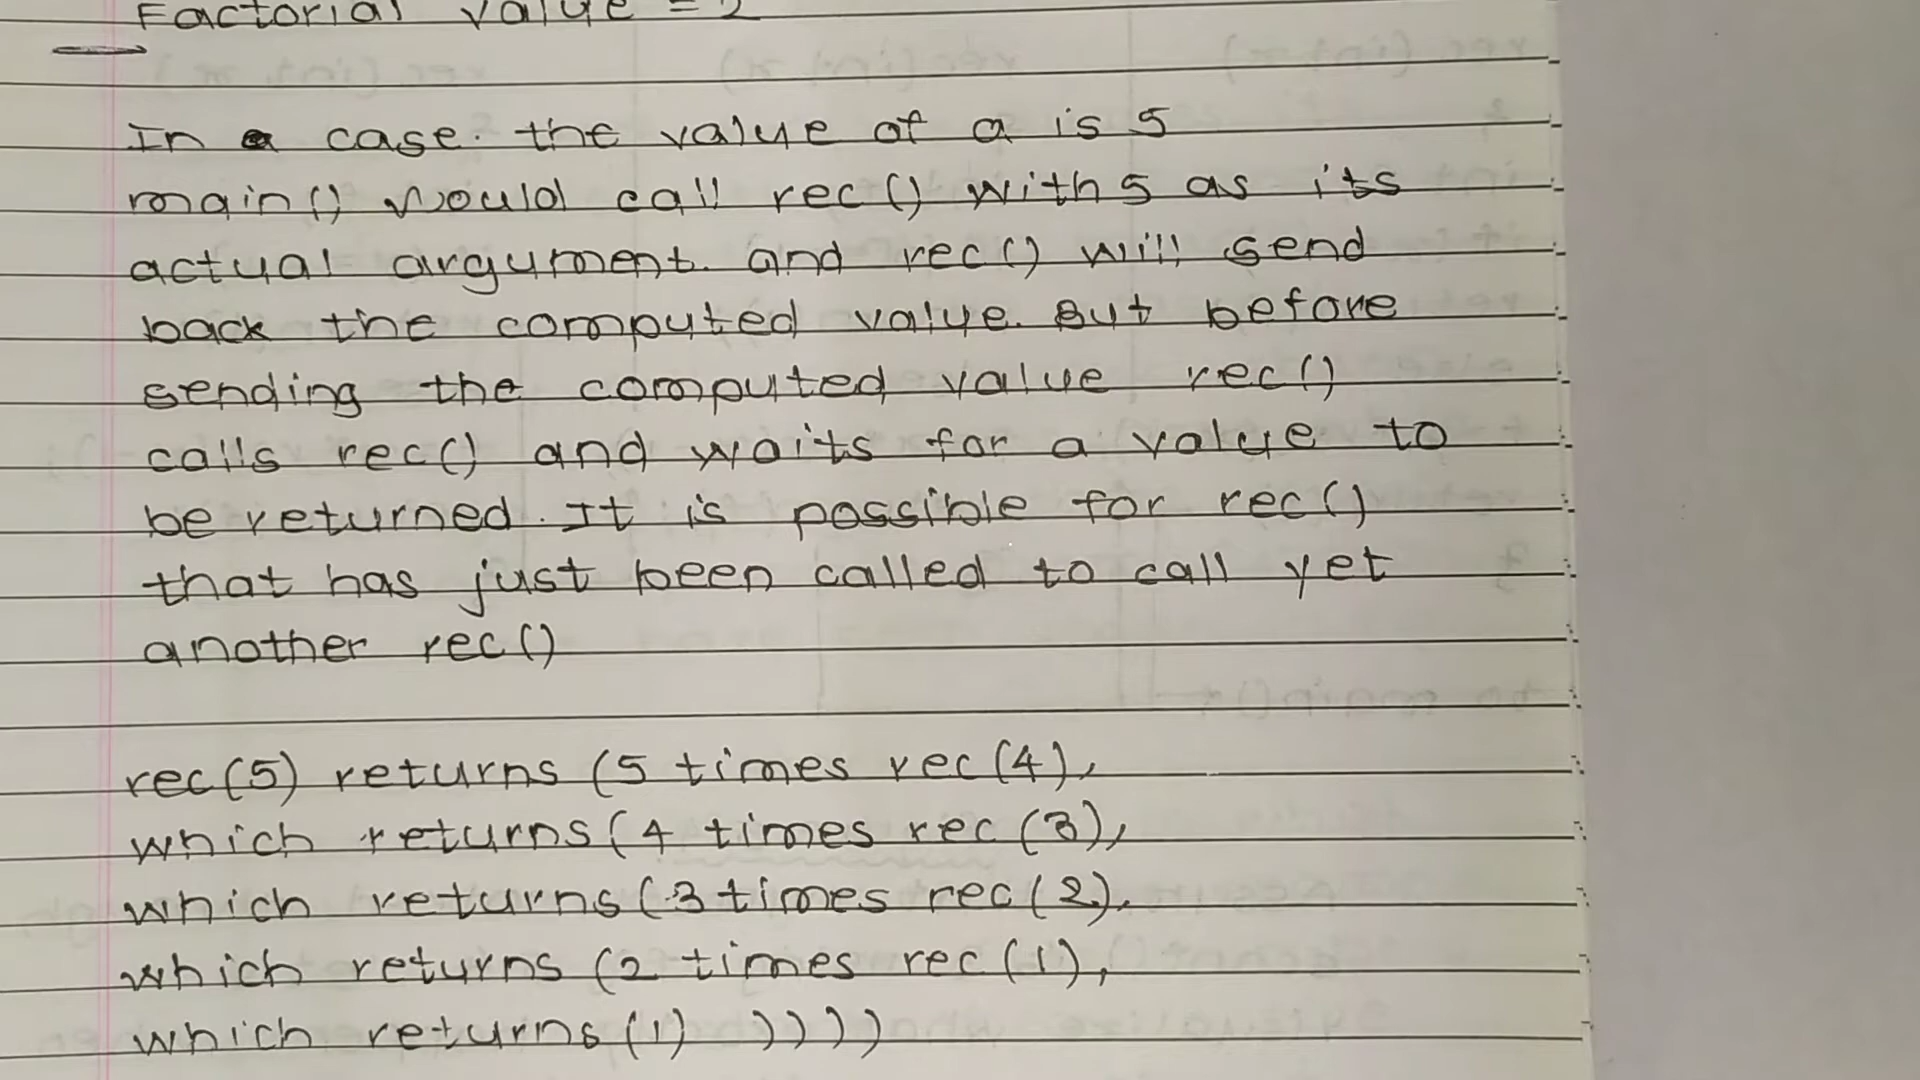 Factorial value = 2
In a case. the value of a is 5
main() would call rec() with 5 as its
actual argument. and rec() will send
back the computed value. But before
sending the computed value rec()
calls rec() and waits for a value to
be returned. It is possible for rec()
that has just been called to call yet
another rec()
rec(5) returns (5 times rec(4),
which returns (4 times rec(3),
which returns (3 times rec(2),
which returns (2 times rec(1),
which returns (1) ))))